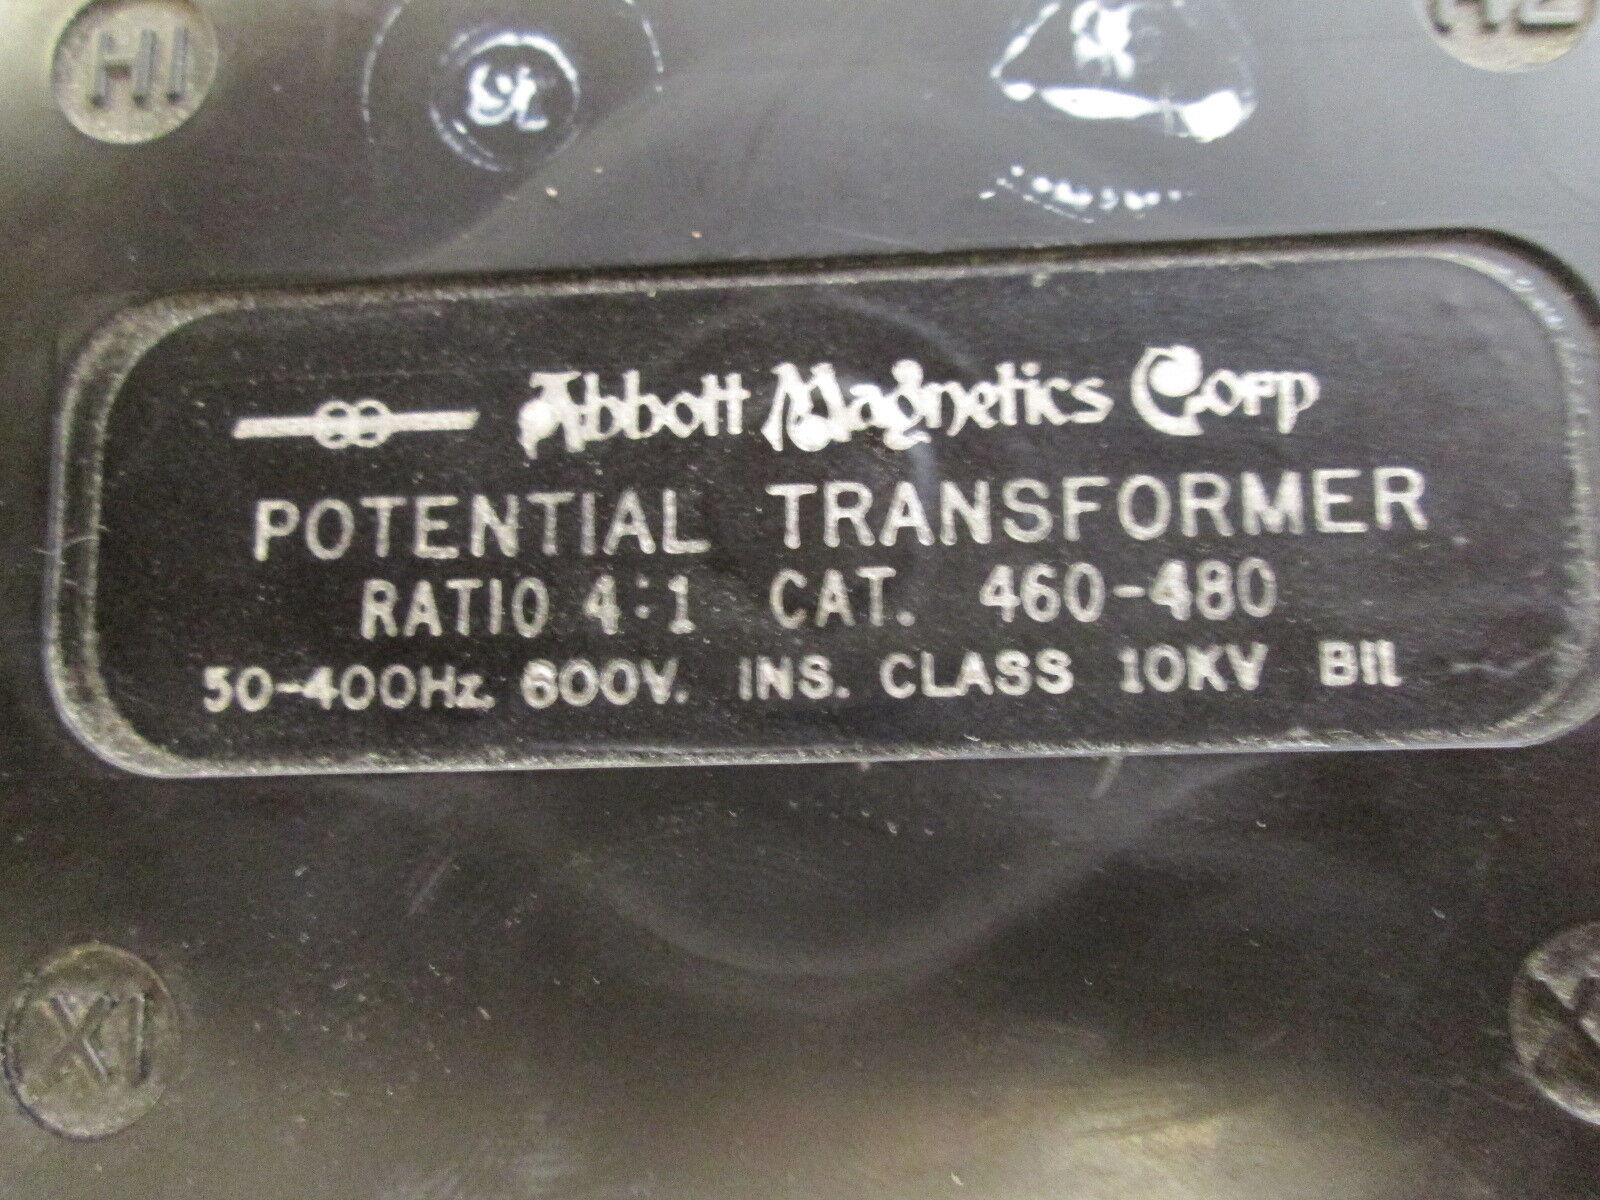 H1
H2
Abbott Magnetics Corp
POTENTIAL TRANSFORMER
RATIO 4:1 CAT. 460-480
50-400Hz. 600V. INS. CLASS 10KV BIL
X1